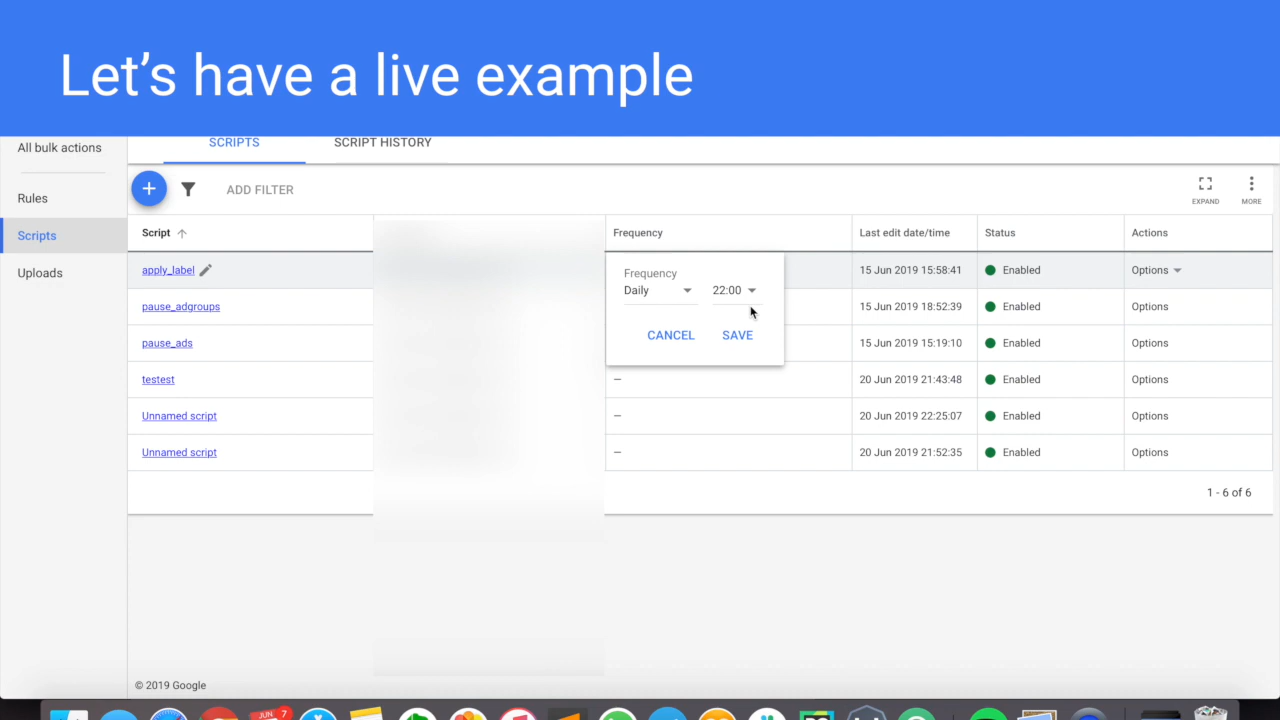 Let's have a live example
All bulk actions
SCRIPTS
SCRIPT HISTORY
Rules
Scripts
Uploads
ADD FILTER
EXPAND
MORE
Script
Frequency
Last edit date/time
Status
Actions
apply_label
15 Jun 2019 15:58:41
Enabled
Options
Frequency
Daily
22:00
CANCEL
SAVE
pause_adgroups
15 Jun 2019 18:52:39
Enabled
Options
pause_ads
15 Jun 2019 15:19:10
Enabled
Options
testest
–
20 Jun 2019 21:43:48
Enabled
Options
Unnamed script
–
20 Jun 2019 22:25:07
Enabled
Options
Unnamed script
–
20 Jun 2019 21:52:35
Enabled
Options
1 - 6 of 6
© 2019 Google
JUN 7